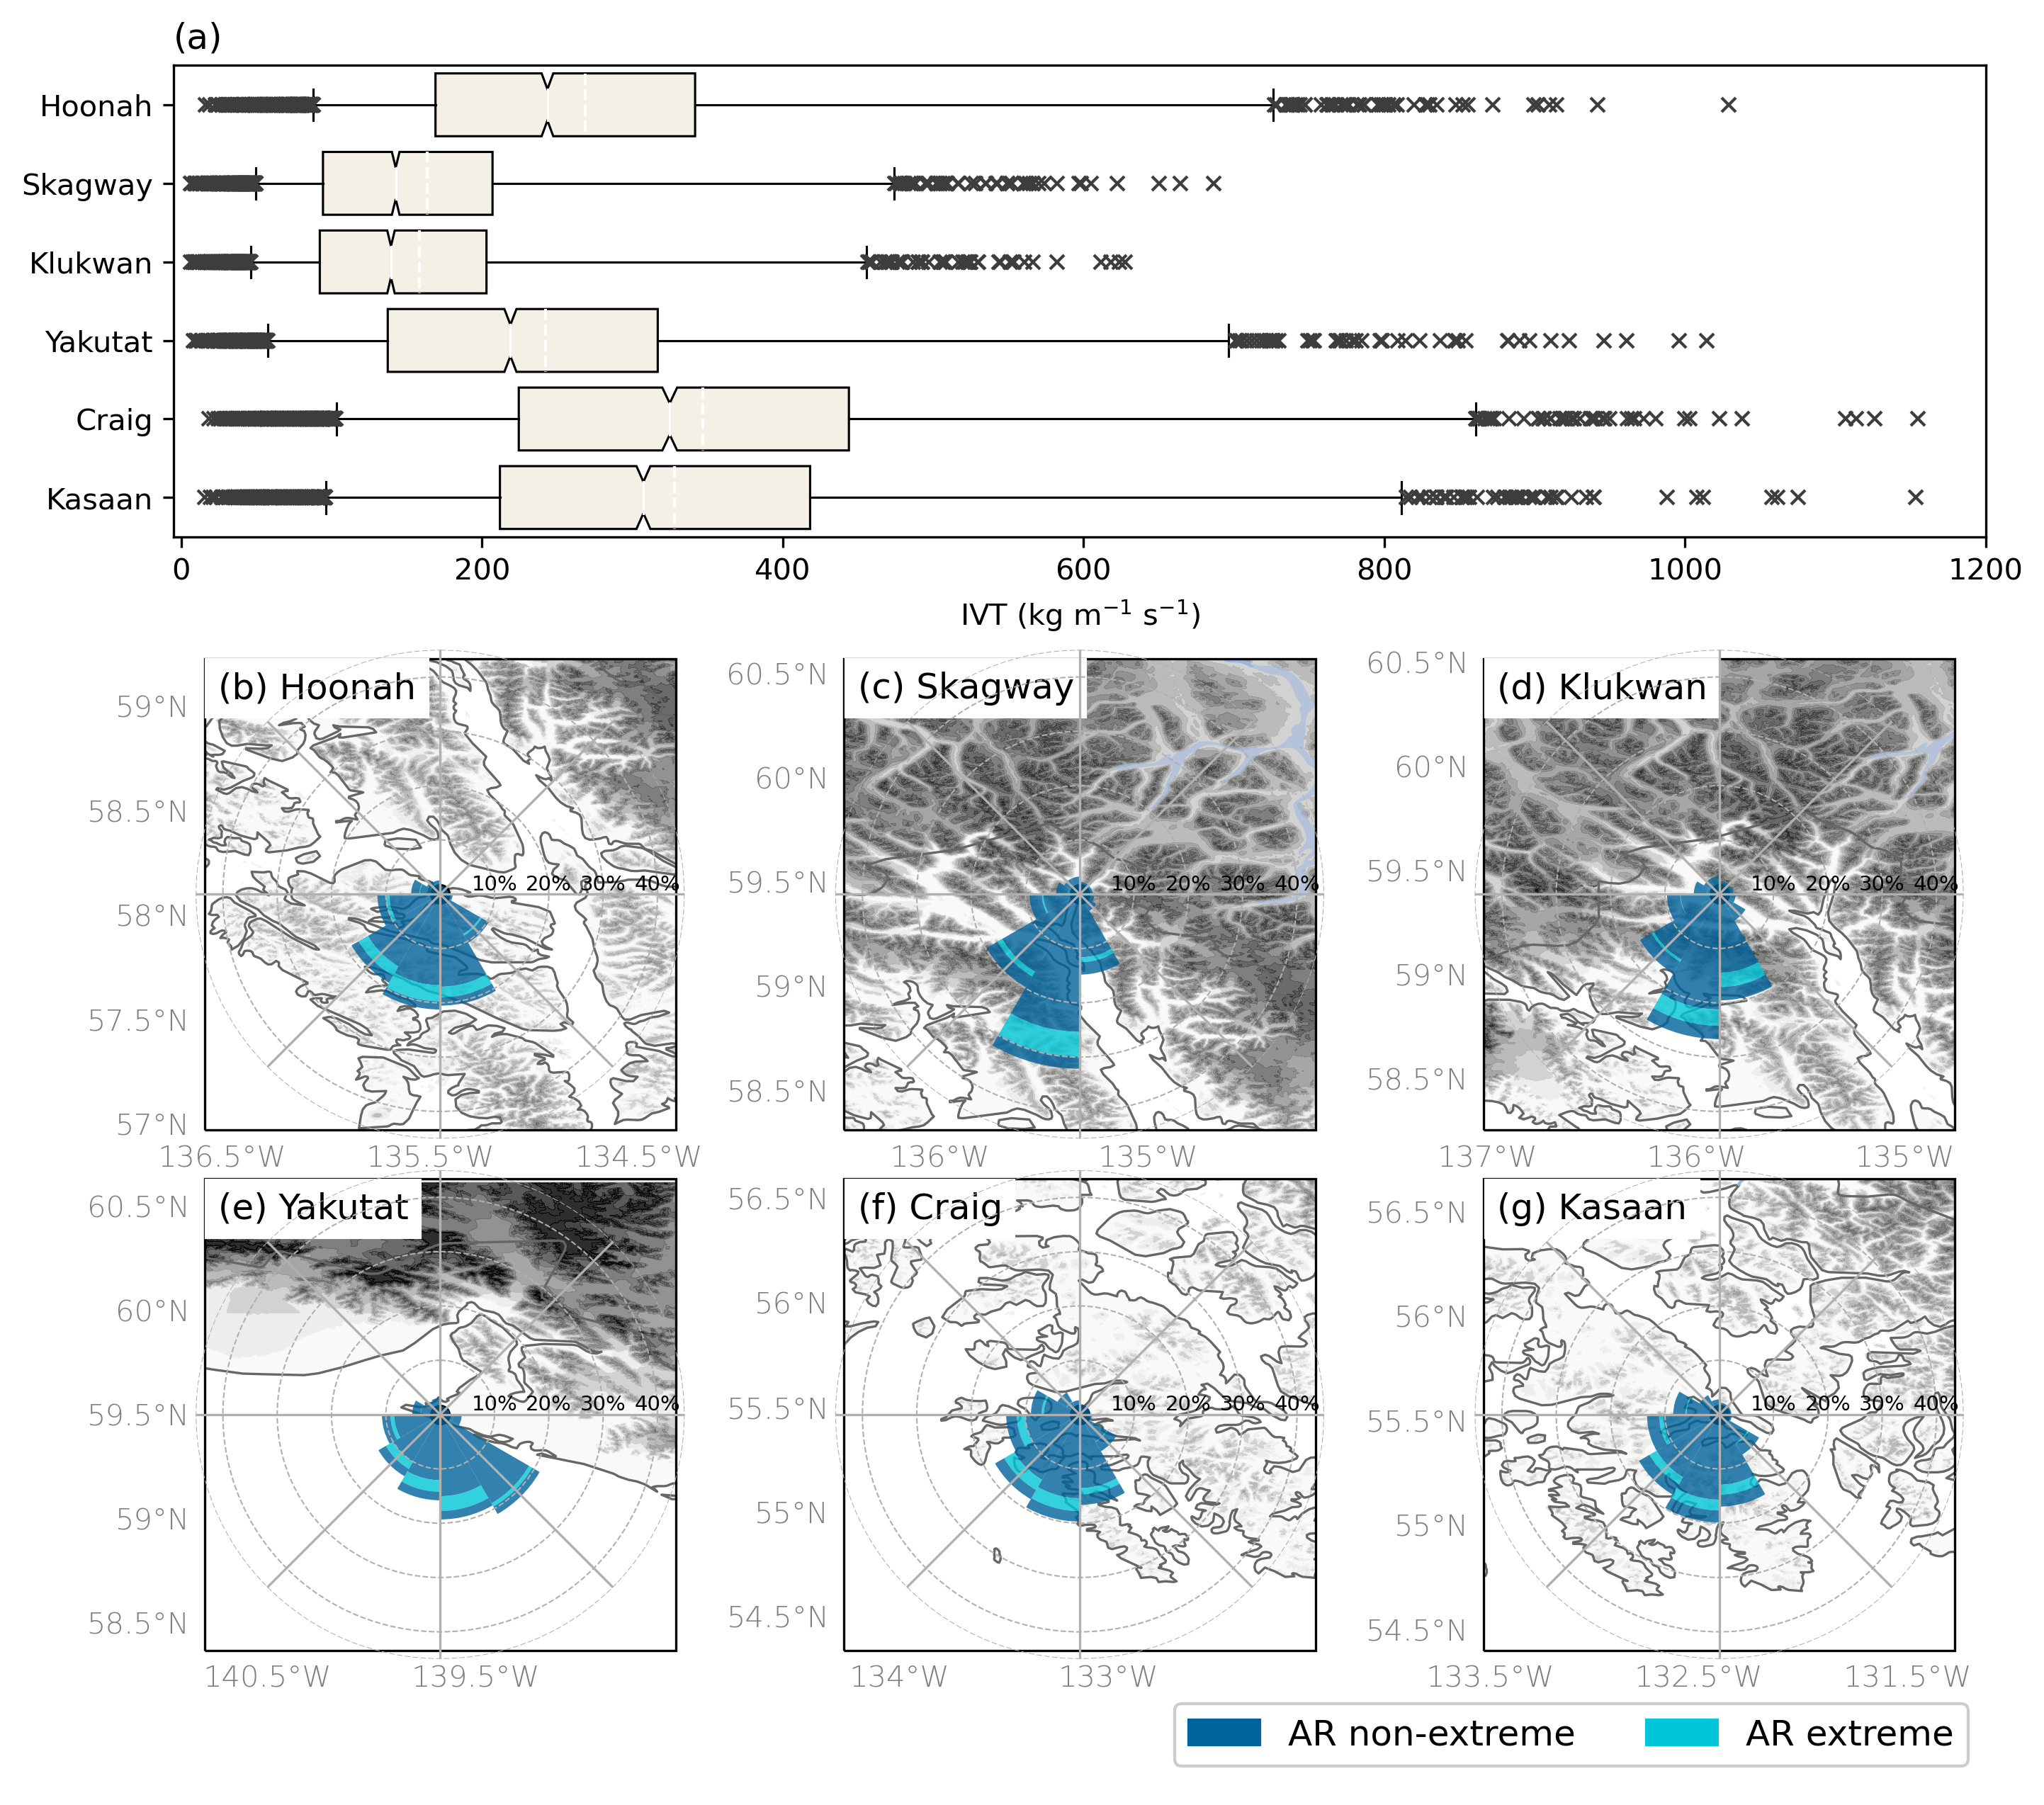 (a)
Hoonah
Skagway
Klukwan
Yakutat
Craig
Kasaan
0 200 400 600 800 1000 1200
IVT (kg m⁻¹ s⁻¹)
(b) Hoonah
59°N
58.5°N
58°N
57.5°N
57°N
10% 20% 30% 40%
136.5°W 135.5°W 134.5°W
(c) Skagway
60.5°N
60°N
59.5°N
59°N
58.5°N
10% 20% 30% 40%
136°W 135°W
(d) Klukwan
60.5°N
60°N
59.5°N
59°N
58.5°N
10% 20% 30% 40%
137°W 136°W 135°W
(e) Yakutat
60.5°N
60°N
59.5°N
59°N
58.5°N
10% 20% 30% 40%
140.5°W 139.5°W
(f) Craig
56.5°N
56°N
55.5°N
55°N
54.5°N
10% 20% 30% 40%
134°W 133°W
(g) Kasaan
56.5°N
56°N
55.5°N
55°N
54.5°N
10% 20% 30% 40%
133.5°W 132.5°W 131.5°W
AR non-extreme AR extreme